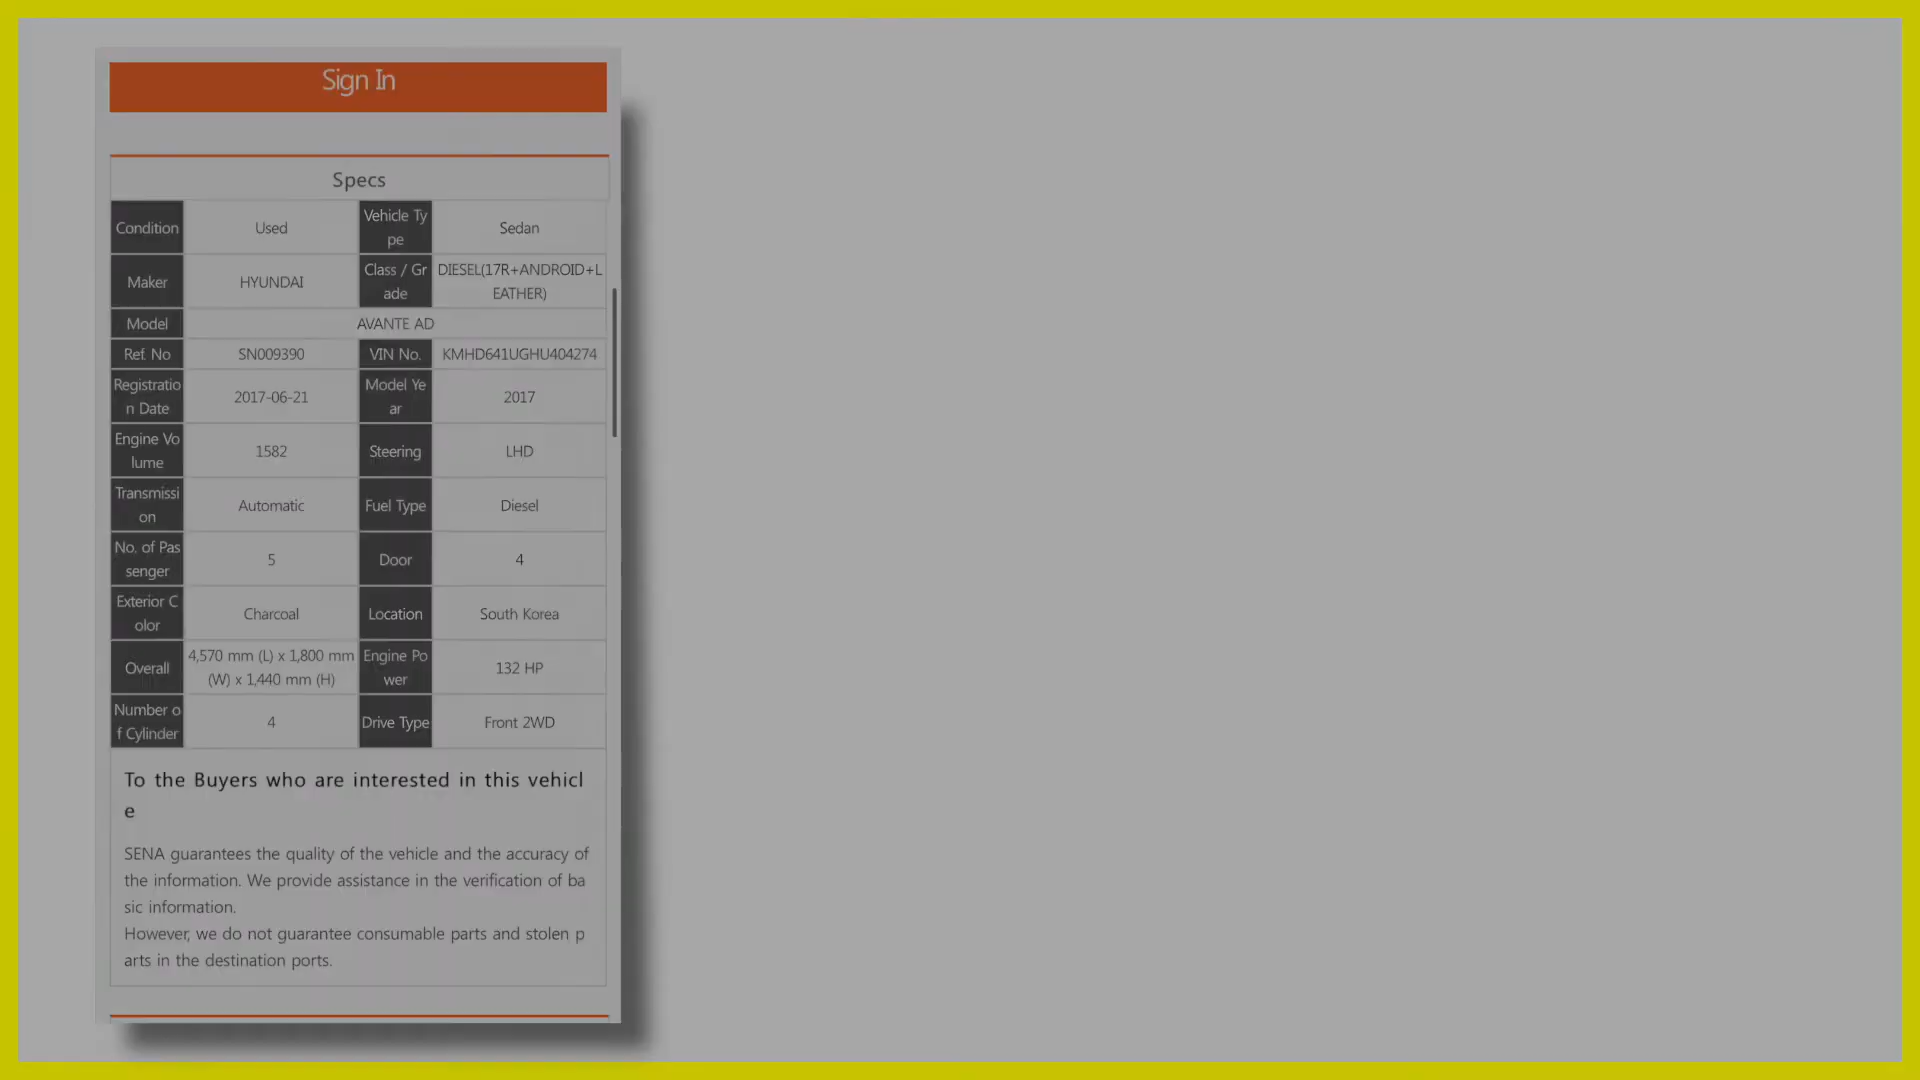 Sign In
Specs
Condition Used Vehicle Ty
pe Sedan
Maker HYUNDAI Class / Gr
ade DIESEL(17R+ANDROID+L
EATHER)
Model AVANTE AD
Ref. No SN009390 VIN No. KMHD641UGHU404274
Registratio
n Date 2017-06-21 Model Ye
ar 2017
Engine Vo
lume 1582 Steering LHD
Transmissi
on Automatic Fuel Type Diesel
No. of Pas
senger 5 Door 4
Exterior C
olor Charcoal Location South Korea
Overall 4,570 mm (L) x 1,800 mm
(W) x 1,440 mm (H) Engine Po
wer 132 HP
Number o
f Cylinder 4 Drive Type Front 2WD
To the Buyers who are interested in this vehicl
e
SENA guarantees the quality of the vehicle and the accuracy of
the information. We provide assistance in the verification of ba
sic information.
However, we do not guarantee consumable parts and stolen p
arts in the destination ports.